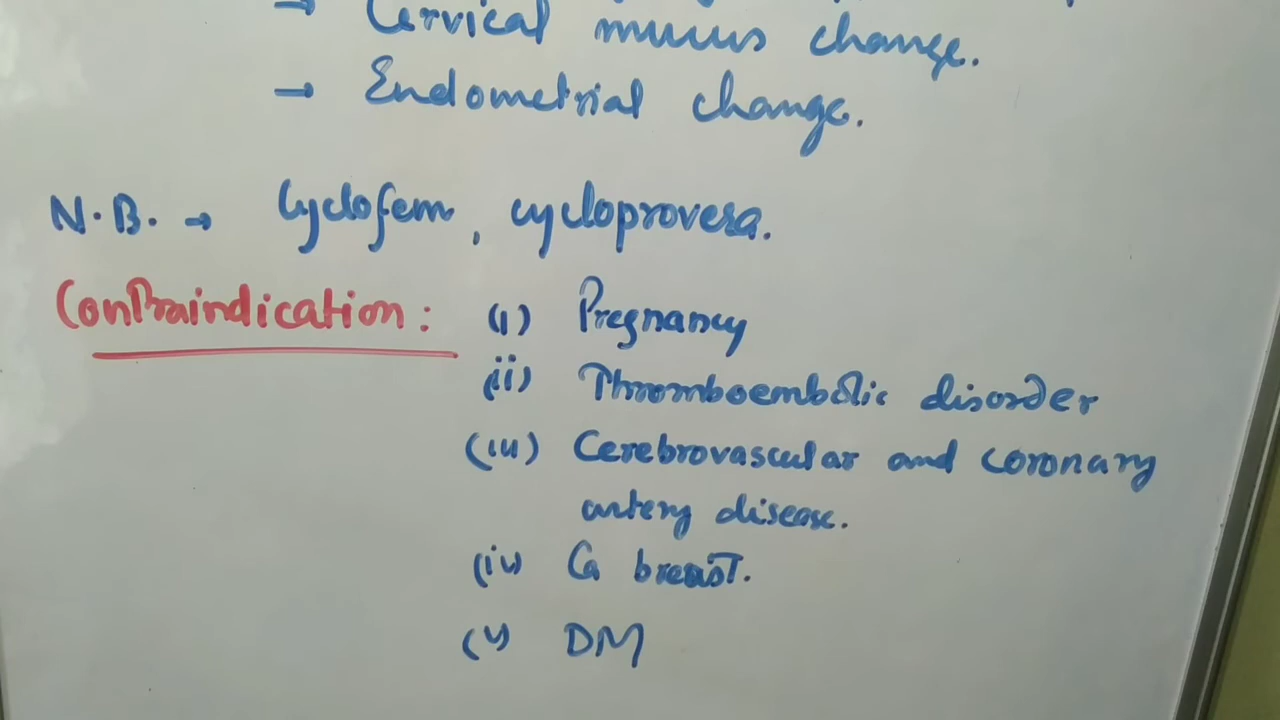 → Cervical mucus change.
→ Endometrial change.
N.B. → Cyclofem, cycloprovera.
Contraindication: (i) Pregnancy
(ii) Thromboembolic disorder
(iii) Cerebrovascular and coronary
artery disease.
(iv) Ca breast.
(v) DM